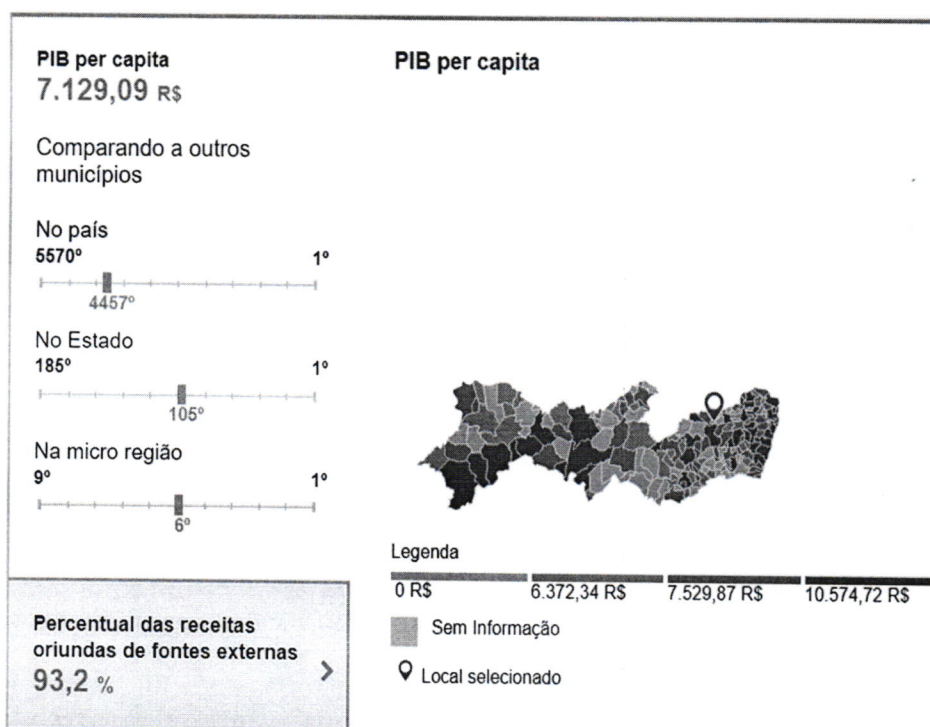 PIB per capita
7.129,09 R$
Comparando a outros
municípios
No país
5570º 1º
4457º
No Estado
185º 1º
105º
Na micro região
9º 1º
6º
Percentual das receitas
oriundas de fontes externas
93,2 %
PIB per capita
Legenda
0 R$ 6.372,34 R$ 7.529,87 R$ 10.574,72 R$
Sem Informação
Local selecionado